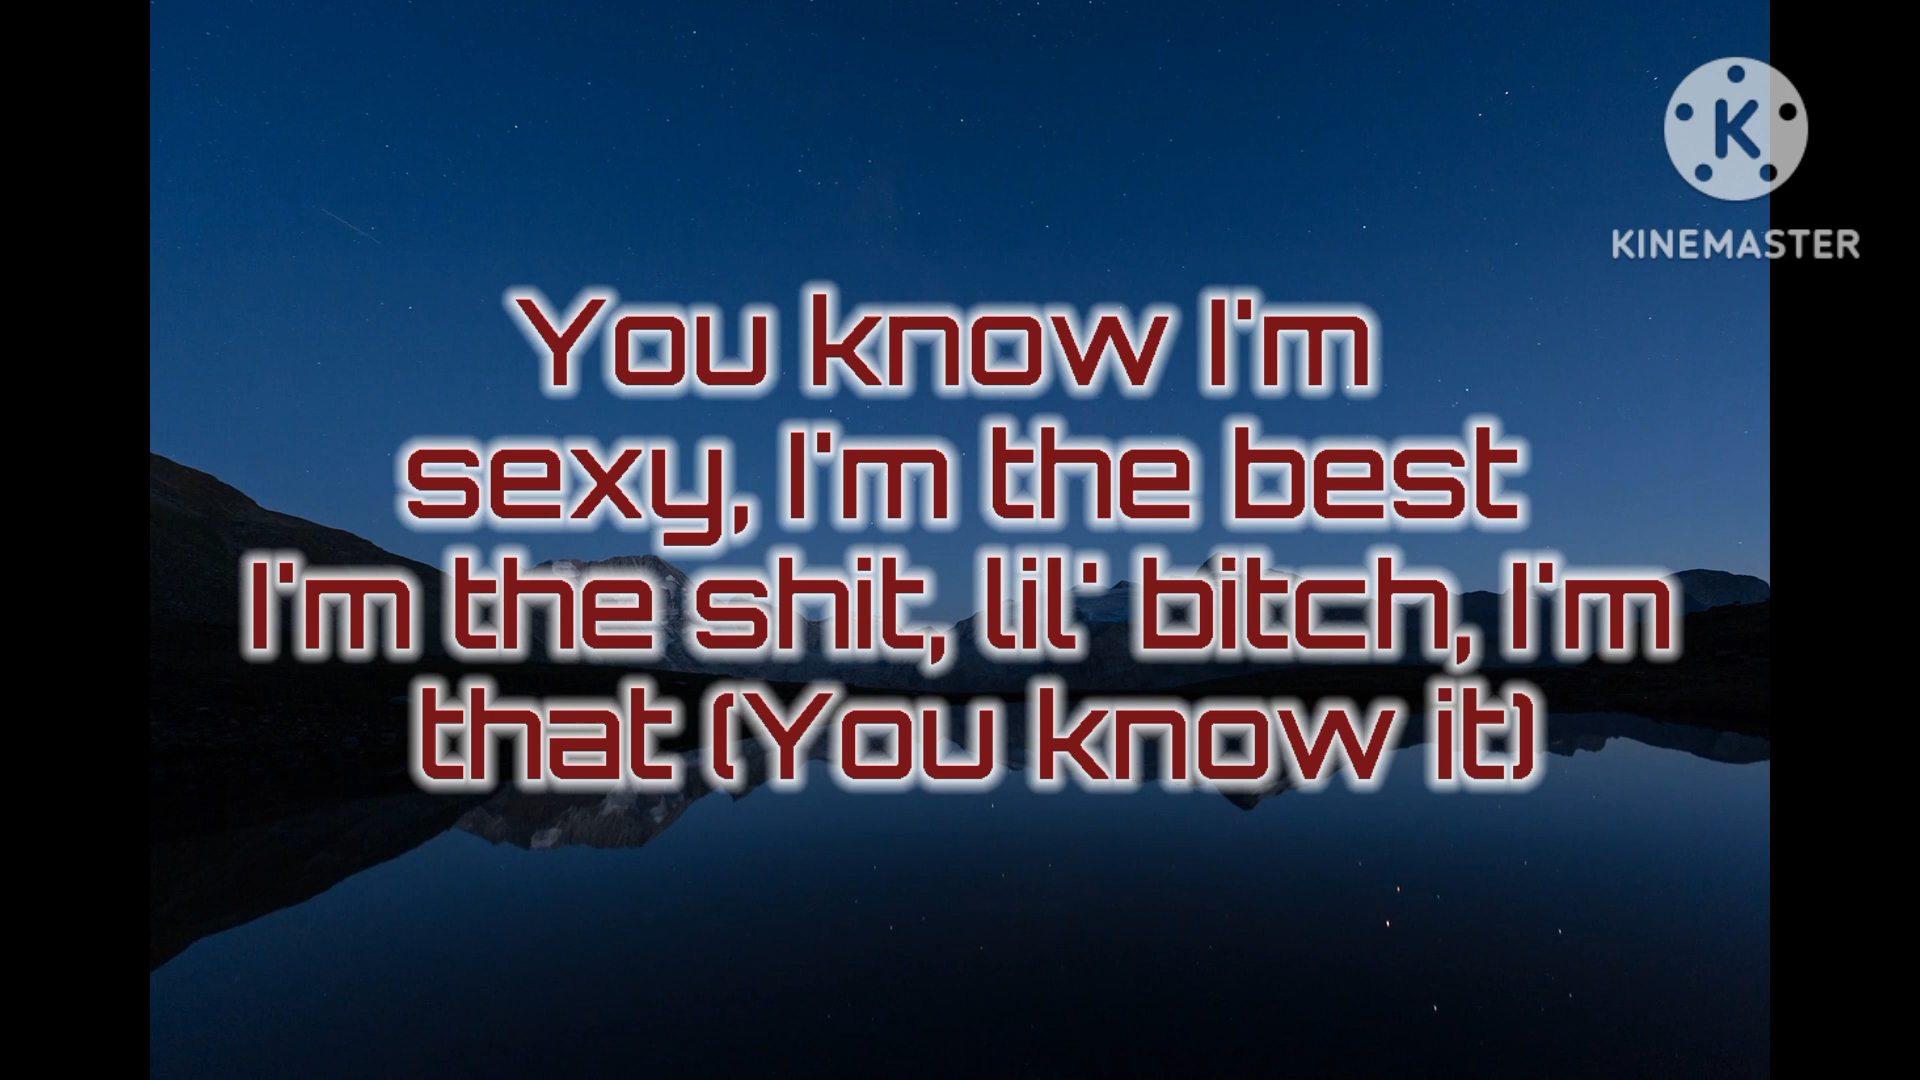 K
KINEMASTER
You know I'm
sexy, I'm the best
I'm the shit, lil' bitch, I'm
that (You know it)